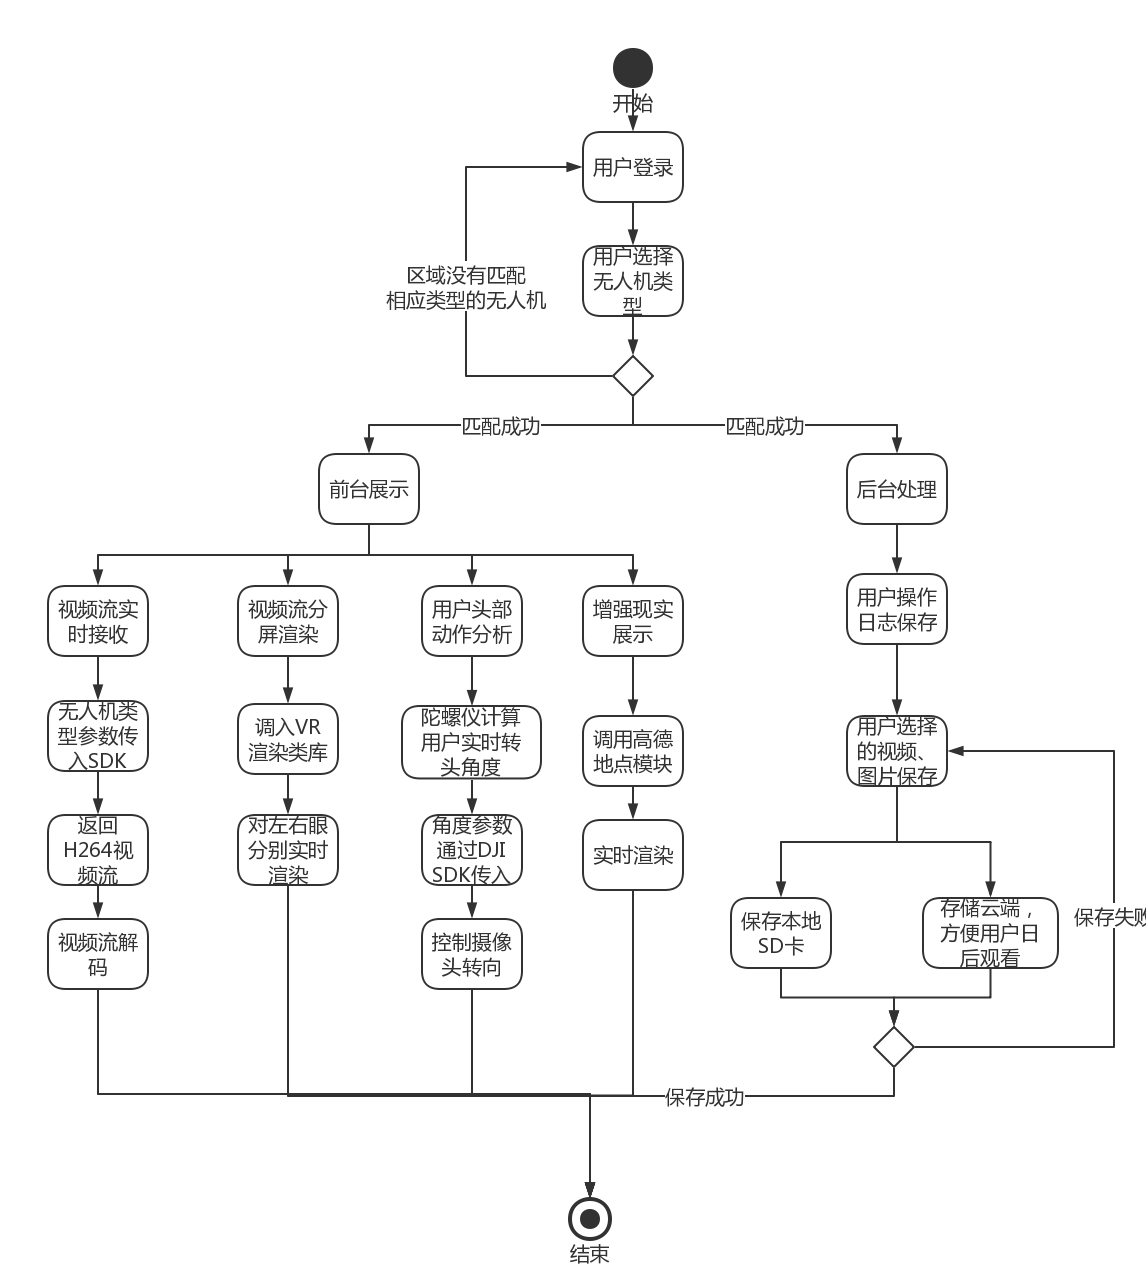 开始
用户登录
用户选择
无人机类
型
区域没有匹配
相应类型的无人机
匹配成功
匹配成功
前台展示
后台处理
视频流实
时接收
视频流分
屏渲染
用户头部
动作分析
增强现实
展示
用户操作
日志保存
无人机类
型参数传
入SDK
调入VR
渲染类库
陀螺仪计算
用户实时转
头角度
调用高德
地点模块
用户选择
的视频、
图片保存
返回
H264视
频流
对左右眼
分别实时
渲染
角度参数
通过DJI
SDK传入
实时渲染
视频流解
码
控制摄像
头转向
保存本地
SD卡
存储云端，
方便用户日
后观看
保存失败
保存成功
结束